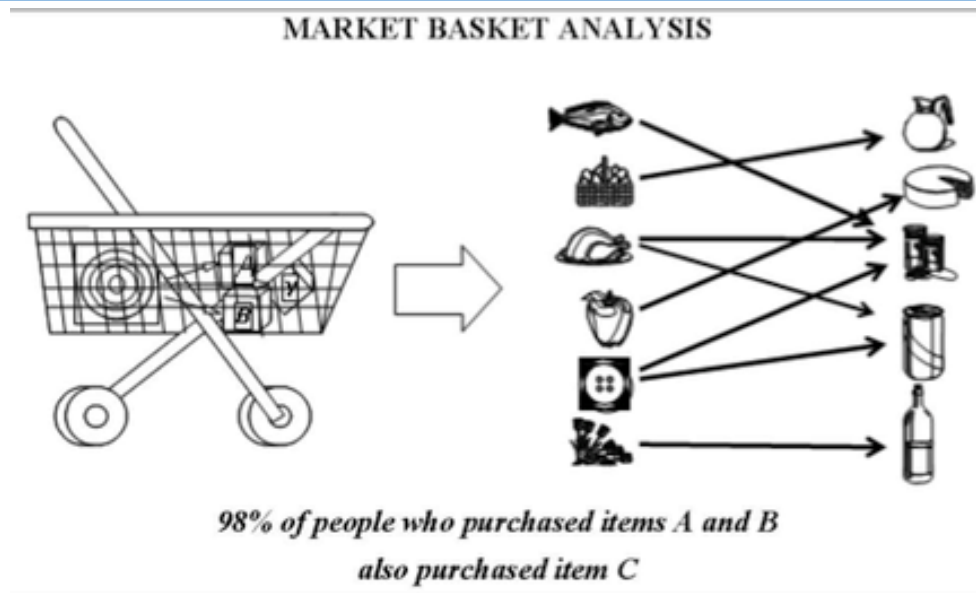 MARKET BASKET ANALYSIS
A
B
98% of people who purchased items A and B
also purchased item C